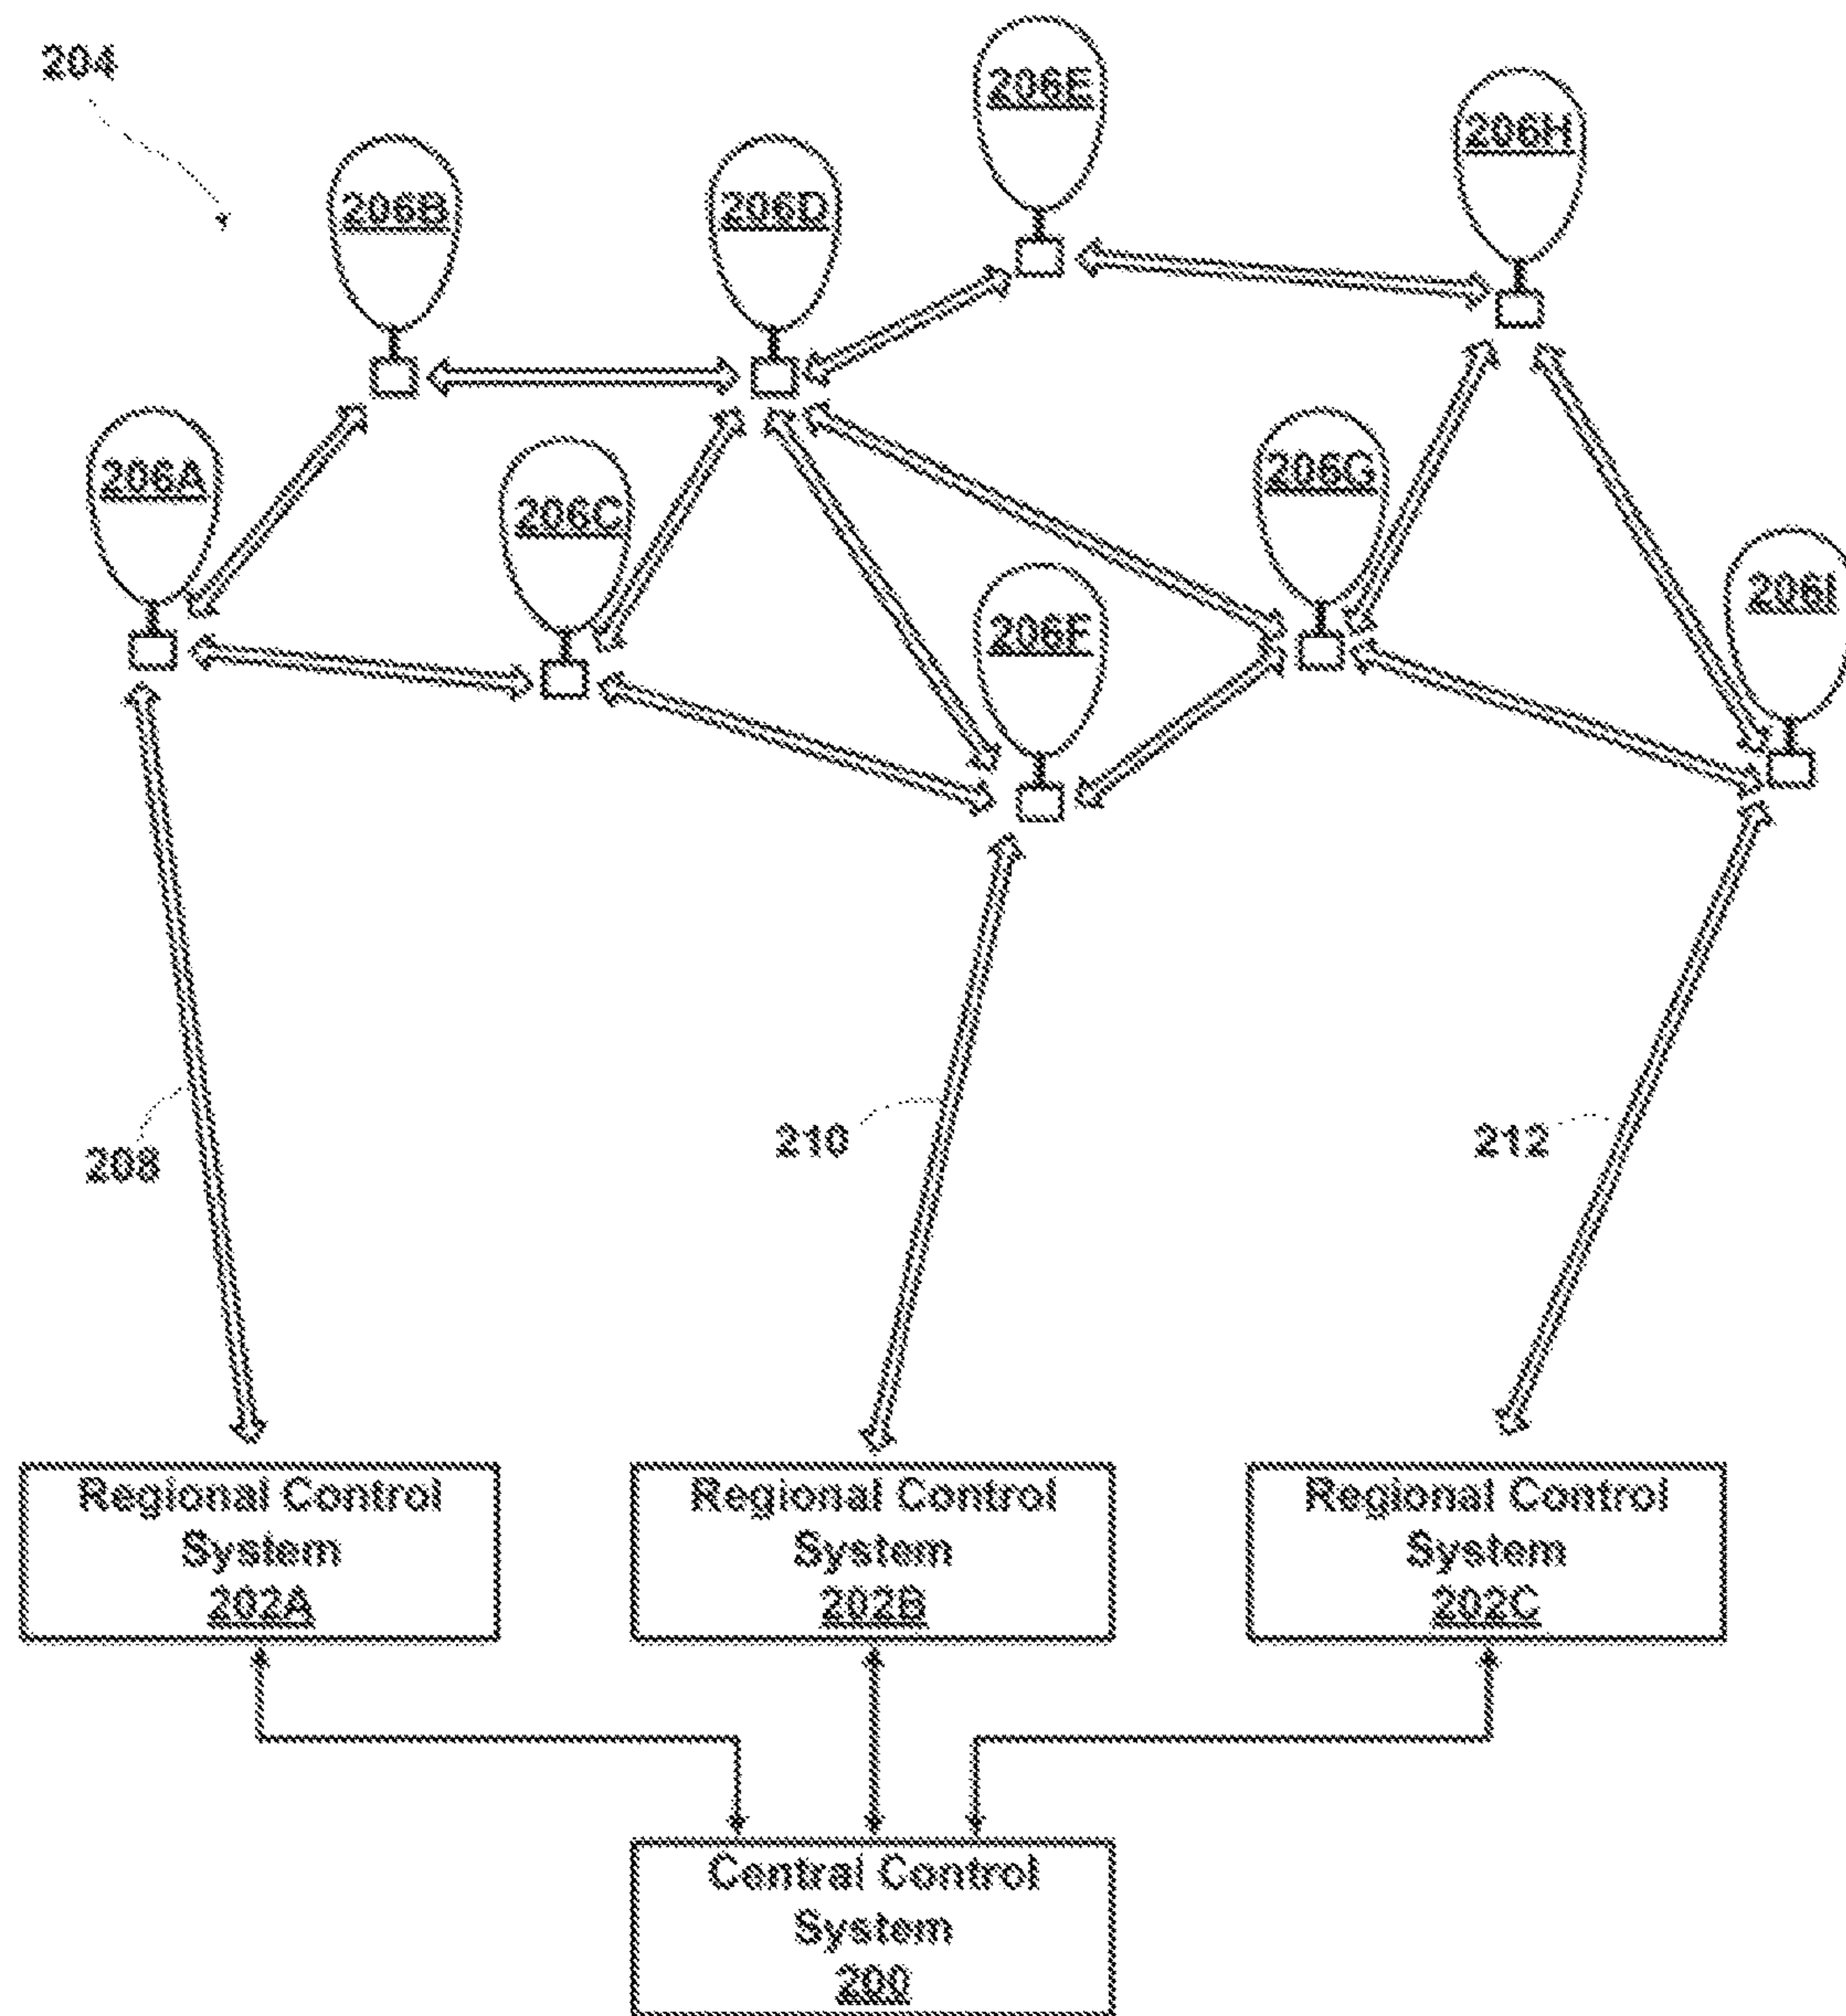 204
206E
206H
206B
206D
206A
206C
206G
206F
206I
208
210
212
Regional Control
System
202A
Regional Control
System
202B
Regional Control
System
202C
Central Control
System
200